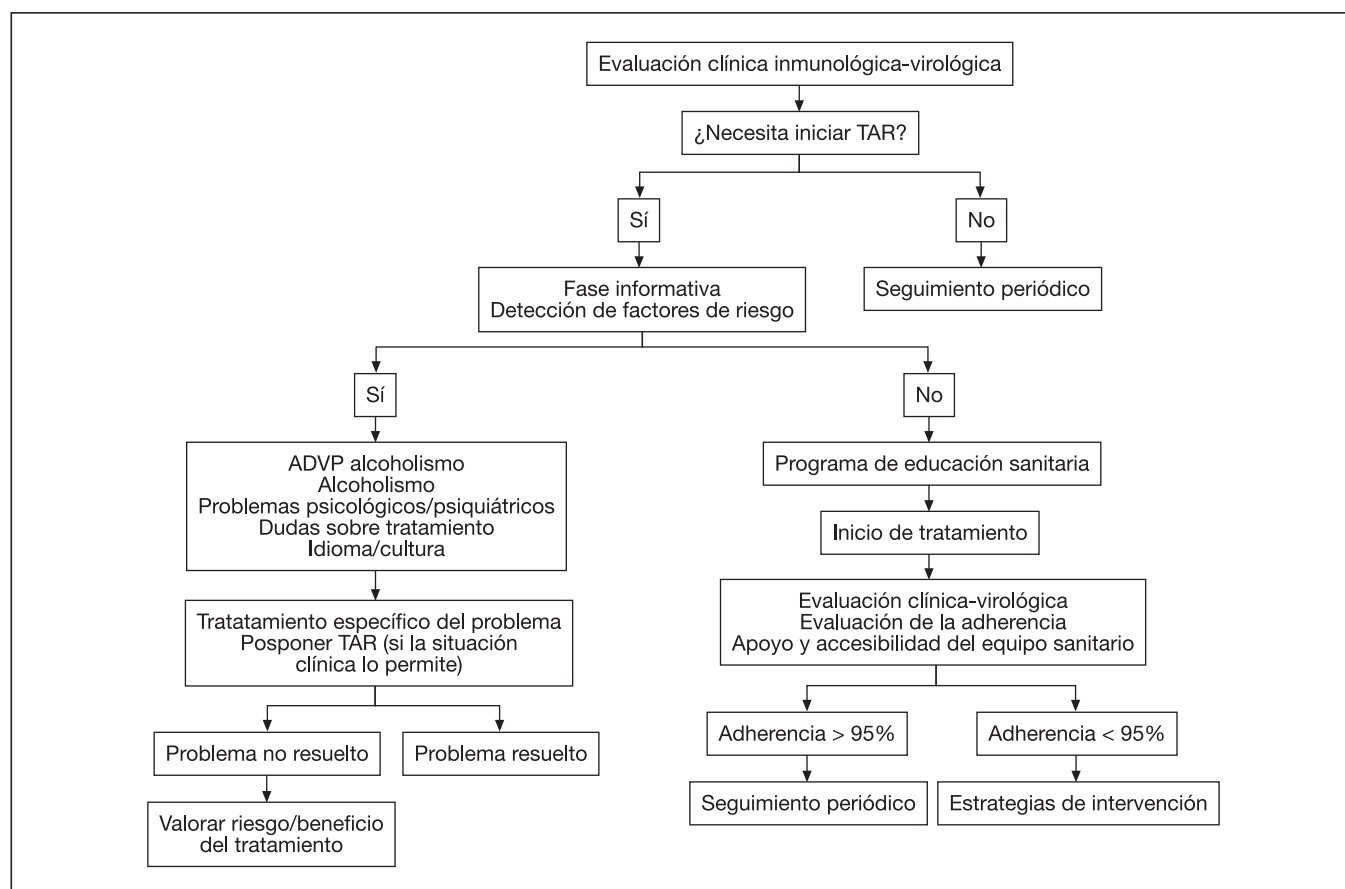 Evaluación clínica inmunológica-virológica
¿Necesita iniciar TAR?
Sí
No
Fase informativa
Detección de factores de riesgo
Seguimiento periódico
Sí
No
ADVP alcoholismo
Alcoholismo
Problemas psicológicos/psiquiátricos
Dudas sobre tratamiento
Idioma/cultura
Programa de educación sanitaria
Inicio de tratamiento
Tratatamiento específico del problema
Posponer TAR (si la situación
clínica lo permite)
Evaluación clínica-virológica
Evaluación de la adherencia
Apoyo y accesibilidad del equipo sanitario
Problema no resuelto
Problema resuelto
Adherencia > 95%
Adherencia < 95%
Valorar riesgo/beneficio
del tratamiento
Seguimiento periódico
Estrategias de intervención